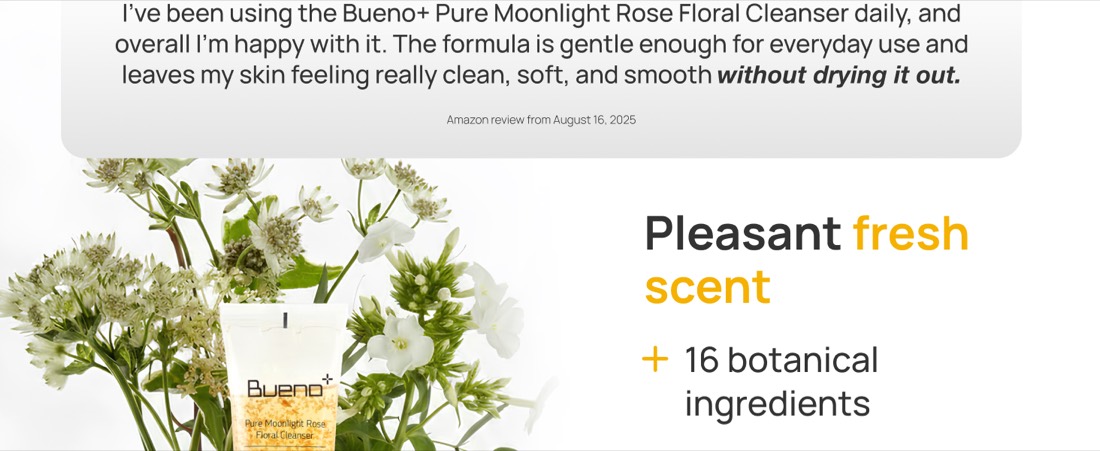 I've been using the Bueno+ Pure Moonlight Rose Floral Cleanser daily, and
overall I'm happy with it. The formula is gentle enough for everyday use and
leaves my skin feeling really clean, soft, and smooth without drying it out.
Amazon review from August 16, 2025
Pleasant fresh
scent
+ 16 botanical
ingredients
Bueno+
Pure Moonlight Rose
Floral Cleanser